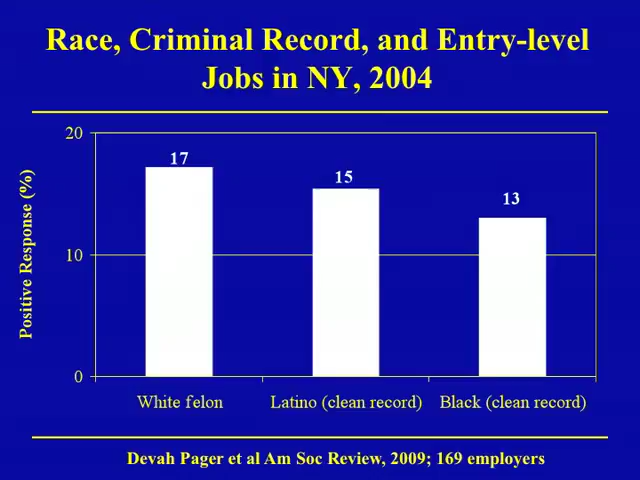 Race, Criminal Record, and Entry-level
Jobs in NY, 2004
Positive Response (%)
20
10
0
17
15
13
White felon
Latino (clean record)
Black (clean record)
Devah Pager et al Am Soc Review, 2009; 169 employers